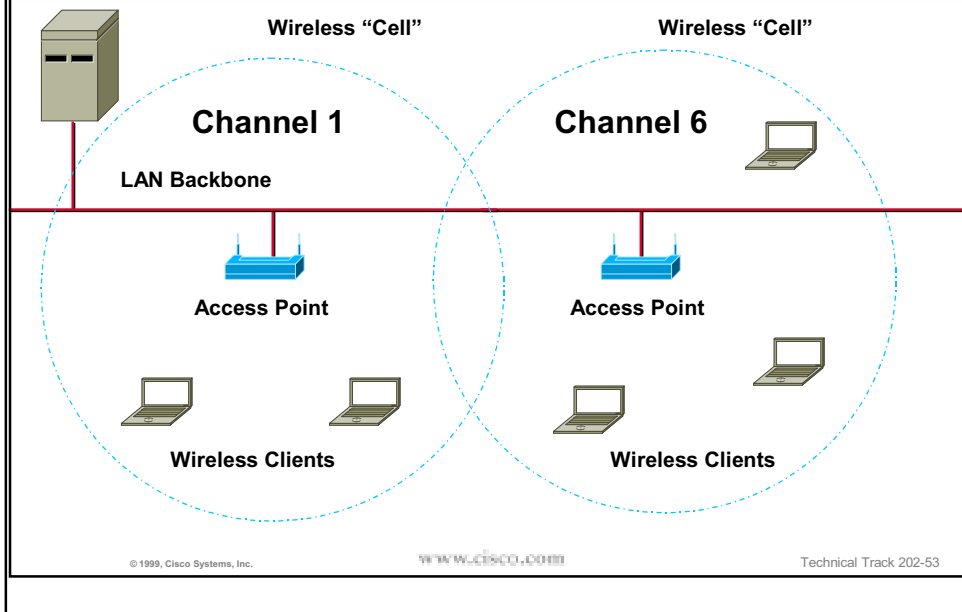 Wireless “Cell” Wireless “Cell”
Channel 1 Channel 6
LAN Backbone
Access Point Access Point
Wireless Clients Wireless Clients
© 1999, Cisco Systems, Inc. www.cisco.com Technical Track 202-53